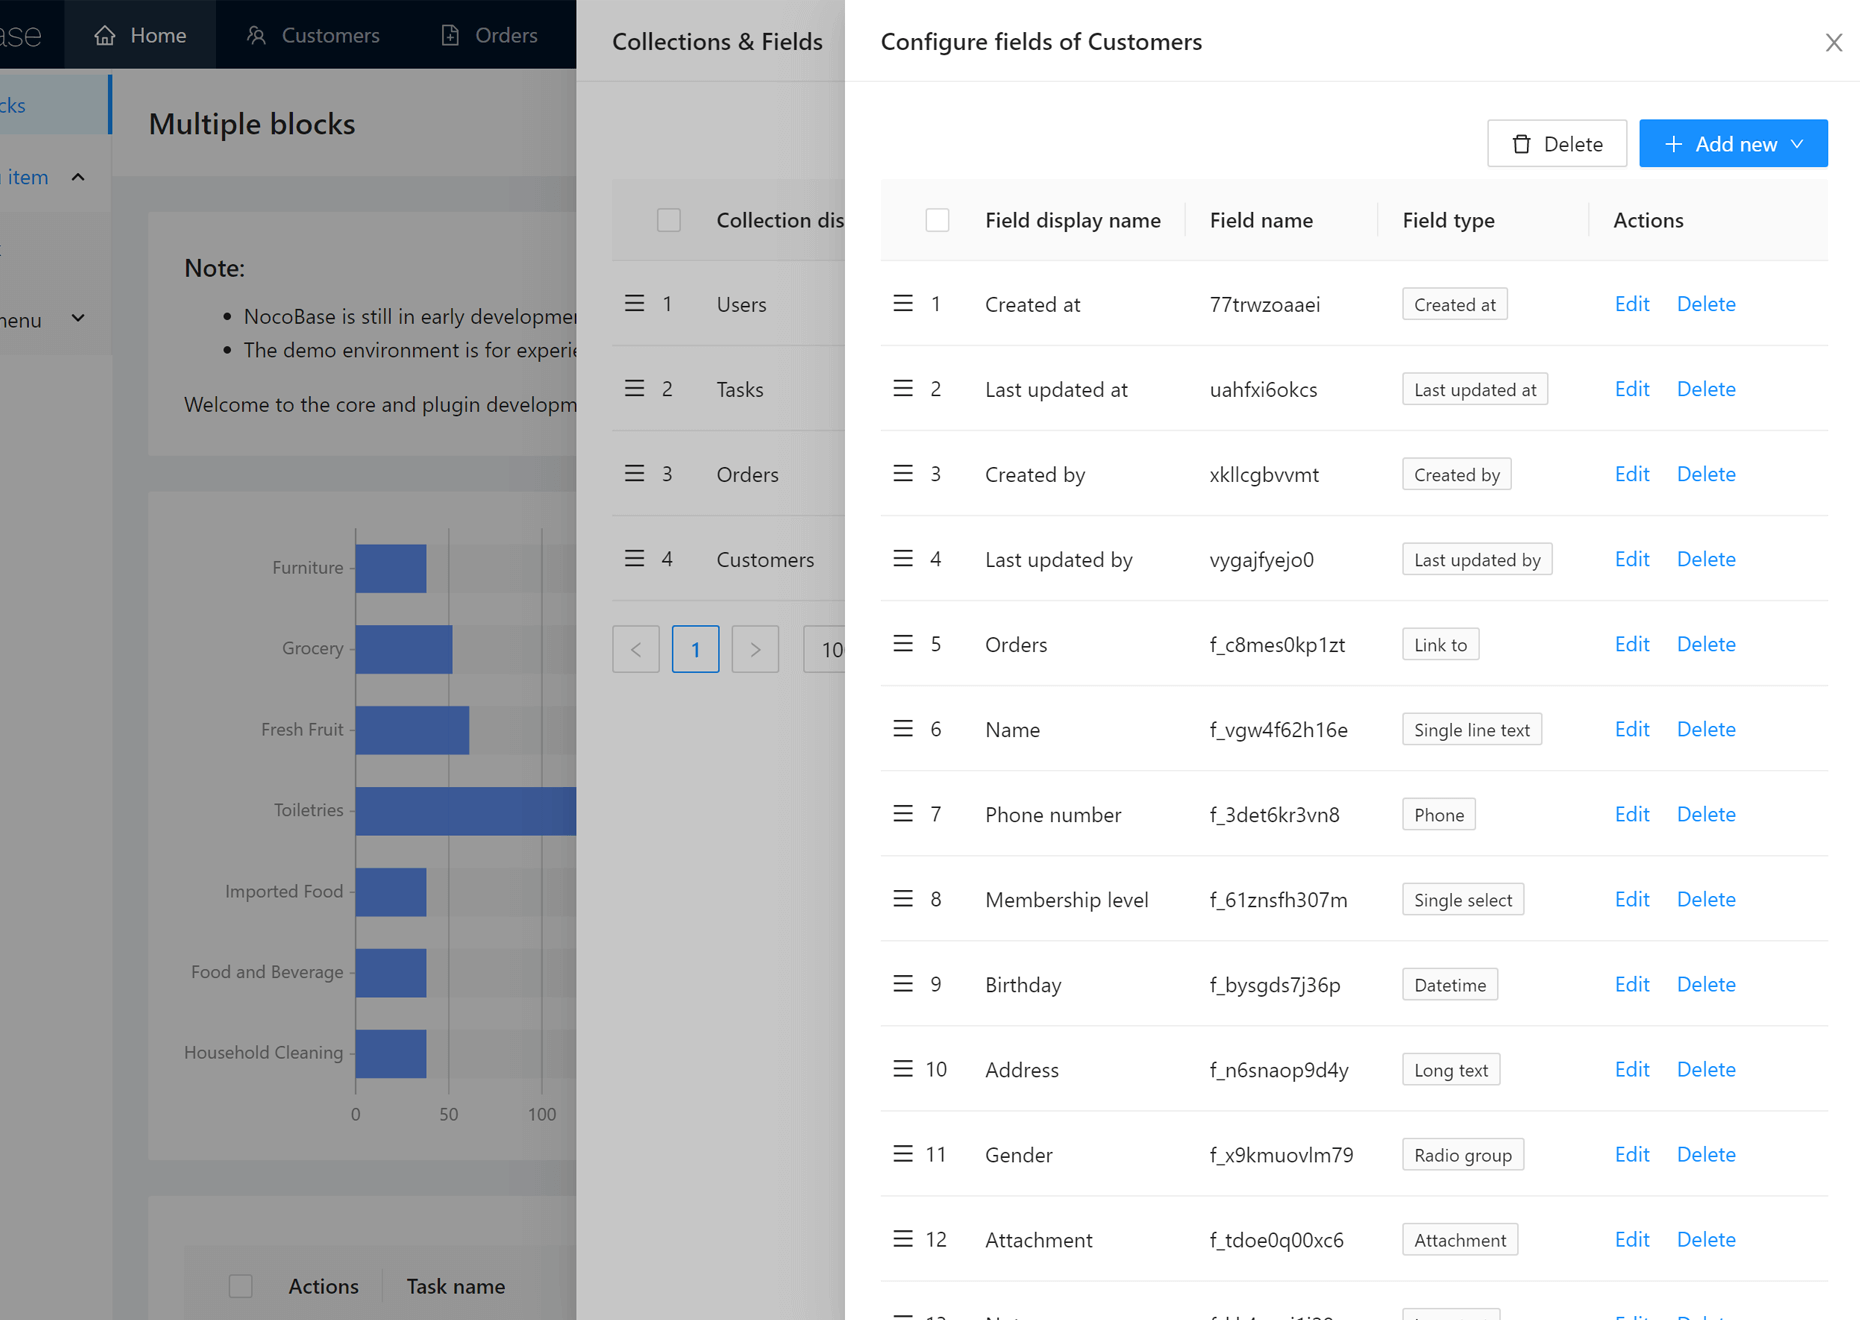 ase
Home
Customers
Orders
Collections & Fields
Configure fields of Customers
cks
item
menu
Multiple blocks
Note:
• NocoBase is still in early developmen
• The demo environment is for experie
Welcome to the core and plugin developm
Furniture
Grocery
Fresh Fruit
Toiletries
Imported Food
Food and Beverage
Household Cleaning
0 50 100
Actions Task name
Collection dis
1 Users
2 Tasks
3 Orders
4 Customers
< 1 > 10
Delete
+ Add new
Field display name Field name Field type Actions
1 Created at 77trwzoaaei Created at Edit Delete
2 Last updated at uahfxi6okcs Last updated at Edit Delete
3 Created by xkllcgbvvmt Created by Edit Delete
4 Last updated by vygajfyejo0 Last updated by Edit Delete
5 Orders f_c8mes0kp1zt Link to Edit Delete
6 Name f_vgw4f62h16e Single line text Edit Delete
7 Phone number f_3det6kr3vn8 Phone Edit Delete
8 Membership level f_61znsfh307m Single select Edit Delete
9 Birthday f_bysgds7j36p Datetime Edit Delete
10 Address f_n6snaop9d4y Long text Edit Delete
11 Gender f_x9kmuovlm79 Radio group Edit Delete
12 Attachment f_tdoe0q00xc6 Attachment Edit Delete